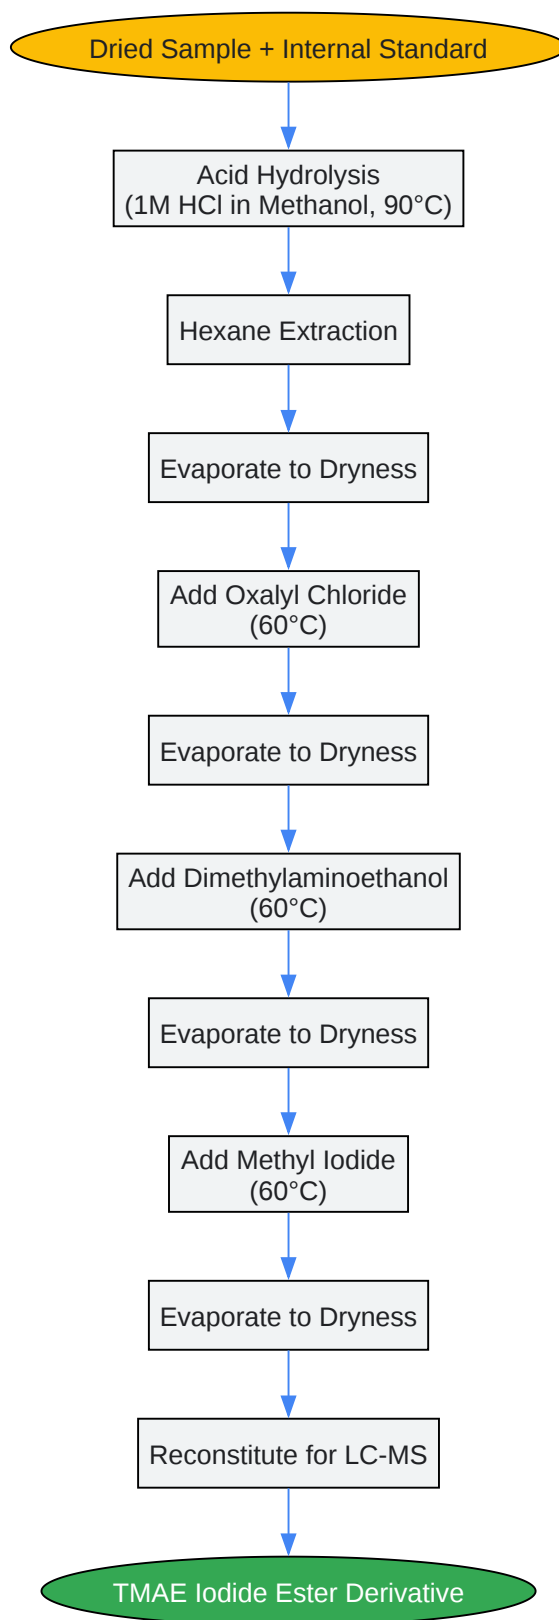 Dried Sample + Internal Standard
Acid Hydrolysis
(1M HCl in Methanol, 90°C)
Hexane Extraction
Evaporate to Dryness
Add Oxalyl Chloride
(60°C)
Evaporate to Dryness
Add Dimethylaminoethanol
(60°C)
Evaporate to Dryness
Add Methyl Iodide
(60°C)
Evaporate to Dryness
Reconstitute for LC-MS
TMAE Iodide Ester Derivative